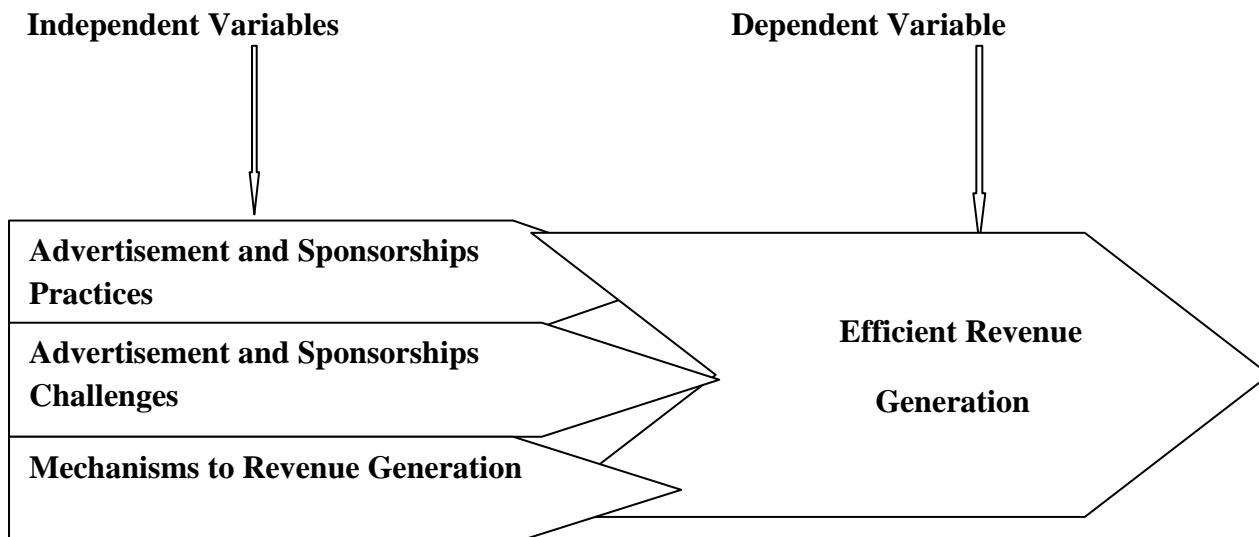 Independent Variables
Dependent Variable
Advertisement and Sponsorships
Practices
Advertisement and Sponsorships
Challenges
Mechanisms to Revenue Generation
Efficient Revenue
Generation